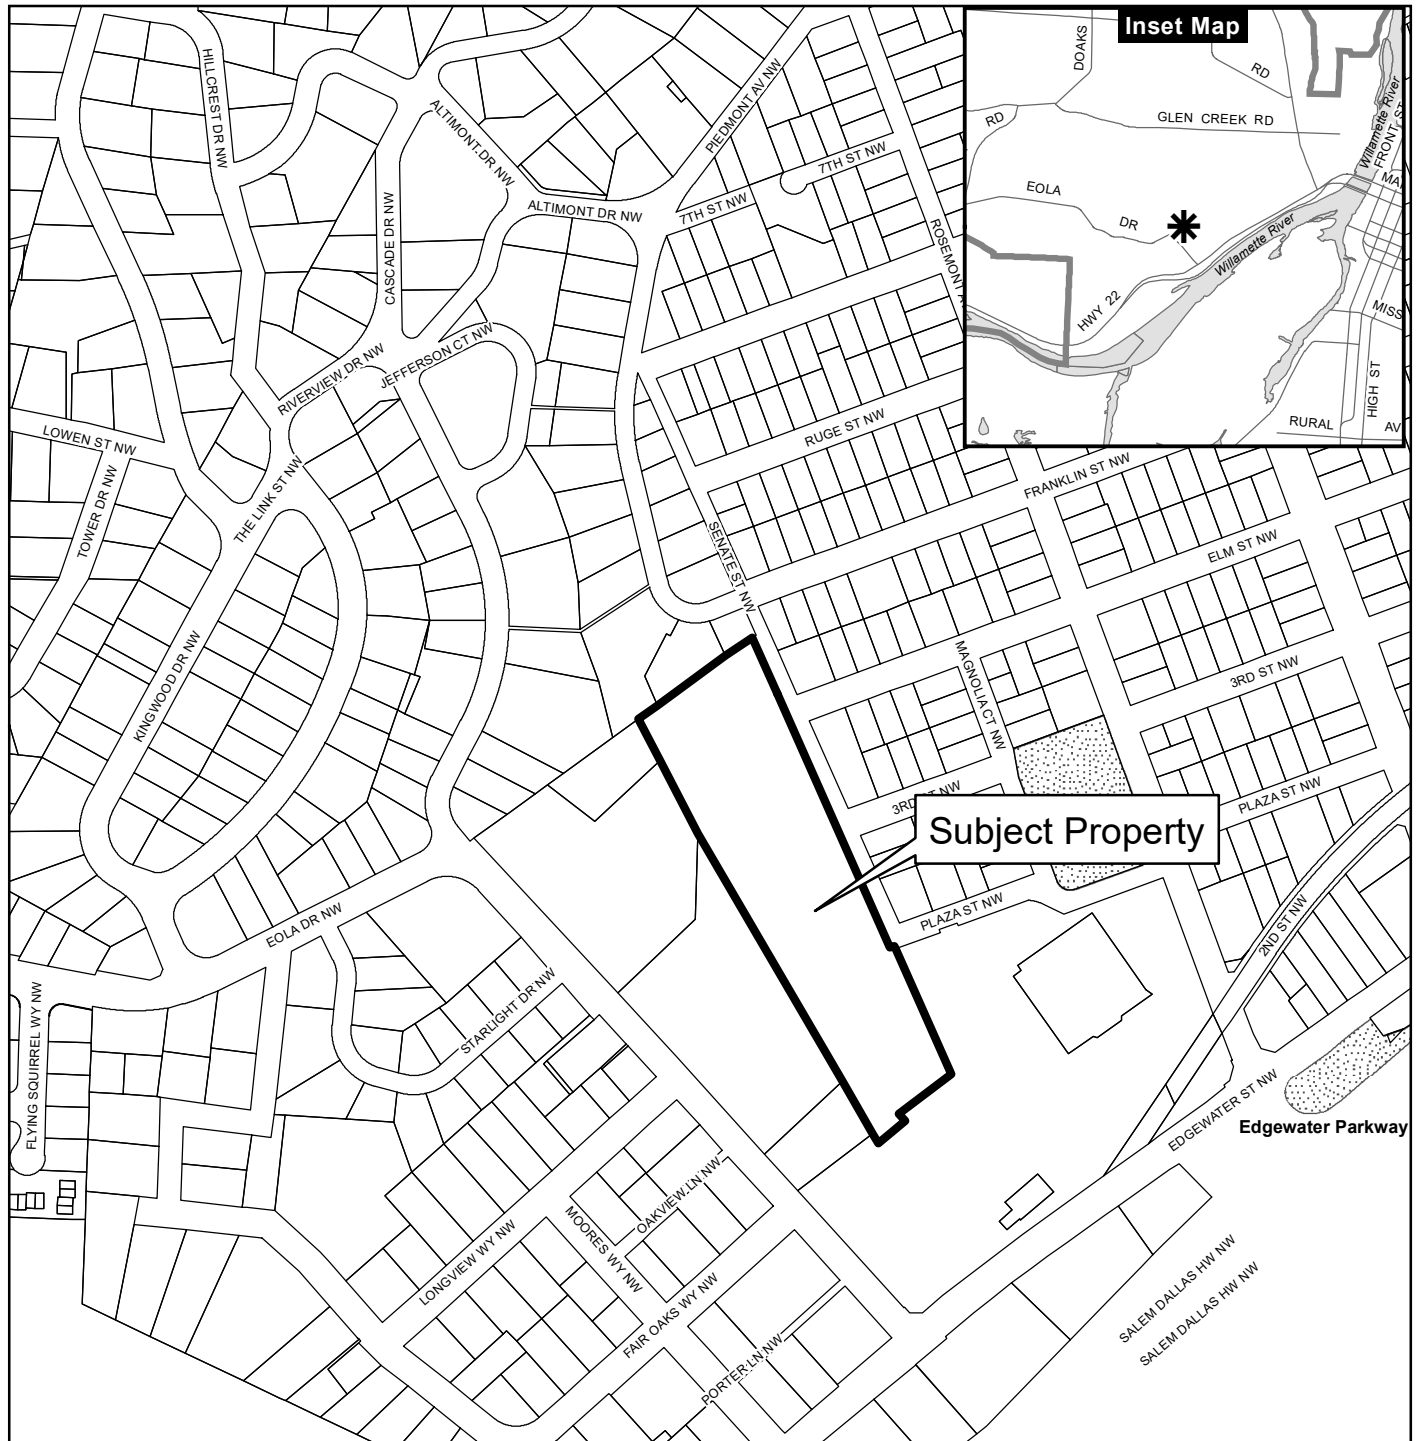 Inset Map
DOAKS
RD
RD
GLEN CREEK RD
EOLA
DR
HWY 22
Willamette River
Willamette River
FRONT ST
MISS
HIGH ST
RURAL
AV
HILLCREST DR NW
ALTIMONT DR NW
PIEDMONT AV NW
7TH ST NW
7TH ST NW
ALTIMONT DR NW
CASCADE DR NW
ROSEMONT A
RIVERVIEW DR NW
JEFFERSON CT NW
LOWEN ST NW
TOWER DR NW
THE LINK ST NW
RUGE ST NW
FRANKLIN ST NW
SENATE ST NW
ELM ST NW
KINGWOOD DR NW
MAGNOLIA CT NW
3RD ST NW
3RD ST NW
PLAZA ST NW
Subject Property
PLAZA ST NW
EOLA DR NW
2ND ST NW
STARLIGHT DR NW
FLYING SQUIRREL WY NW
EDGEWATER ST NW
Edgewater Parkway
OAKVIEW LN NW
MOORES WY NW
LONGVIEW WY NW
FAIR OAKS WY NW
PORTER LN NW
SALEM DALLAS HW NW
SALEM DALLAS HW NW